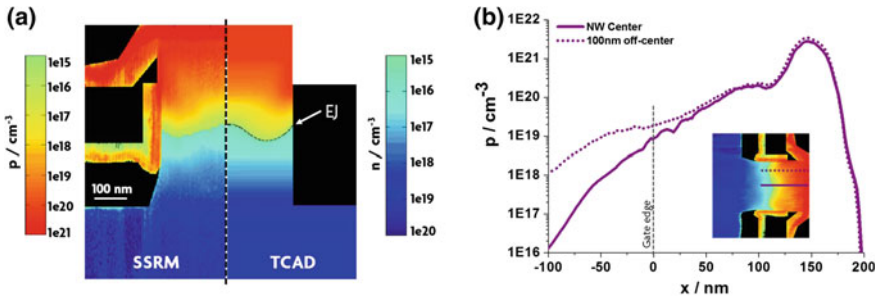 (a)
1e15
1e16
1e17
1e18
1e19
1e20
1e21
p / cm⁻³
100 nm
SSRM
TCAD
EJ
n / cm⁻³
1e15
1e16
1e17
1e18
1e19
1e20
(b)
1E22
1E21
1E20
1E19
1E18
1E17
1E16
p / cm⁻³
NW Center
100nm off-center
Gate edge
-100
-50
0
50
100
150
200
x / nm